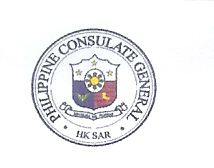 PHILIPPINE CONSULATE GENERAL
• HK SAR •